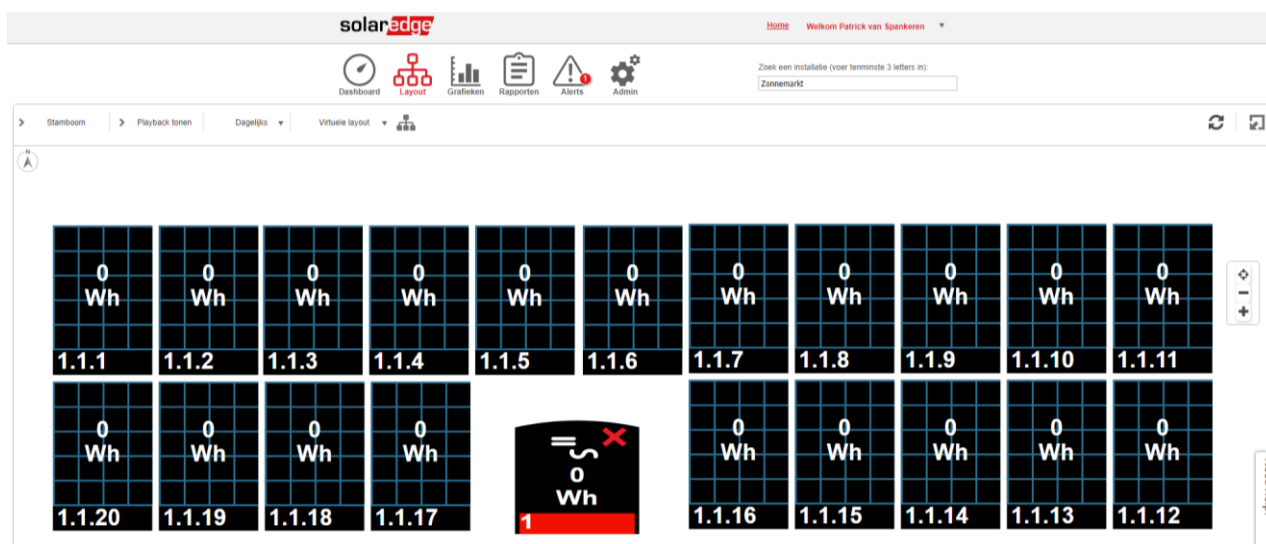 solaredge
Home Welkom Patrick van Spankeren
Dashboard Layout Grafieken Rapporten Alerts 1 Admin
Zoek een installatie (voer tenminste 3 letters in):
Zonnemarkt
Stamboom Playback tonen Dagelijks Virtuele layout
N
0 0 0 0 0 0 0 0 0 0 0
Wh Wh Wh Wh Wh Wh Wh Wh Wh Wh Wh
1.1.1 1.1.2 1.1.3 1.1.4 1.1.5 1.1.6 1.1.7 1.1.8 1.1.9 1.1.10 1.1.11
0 0 0 0 0 0 0 0 0 0
Wh Wh Wh Wh Wh Wh Wh Wh Wh Wh
1.1.20 1.1.19 1.1.18 1.1.17 1 1.1.16 1.1.15 1.1.14 1.1.13 1.1.12